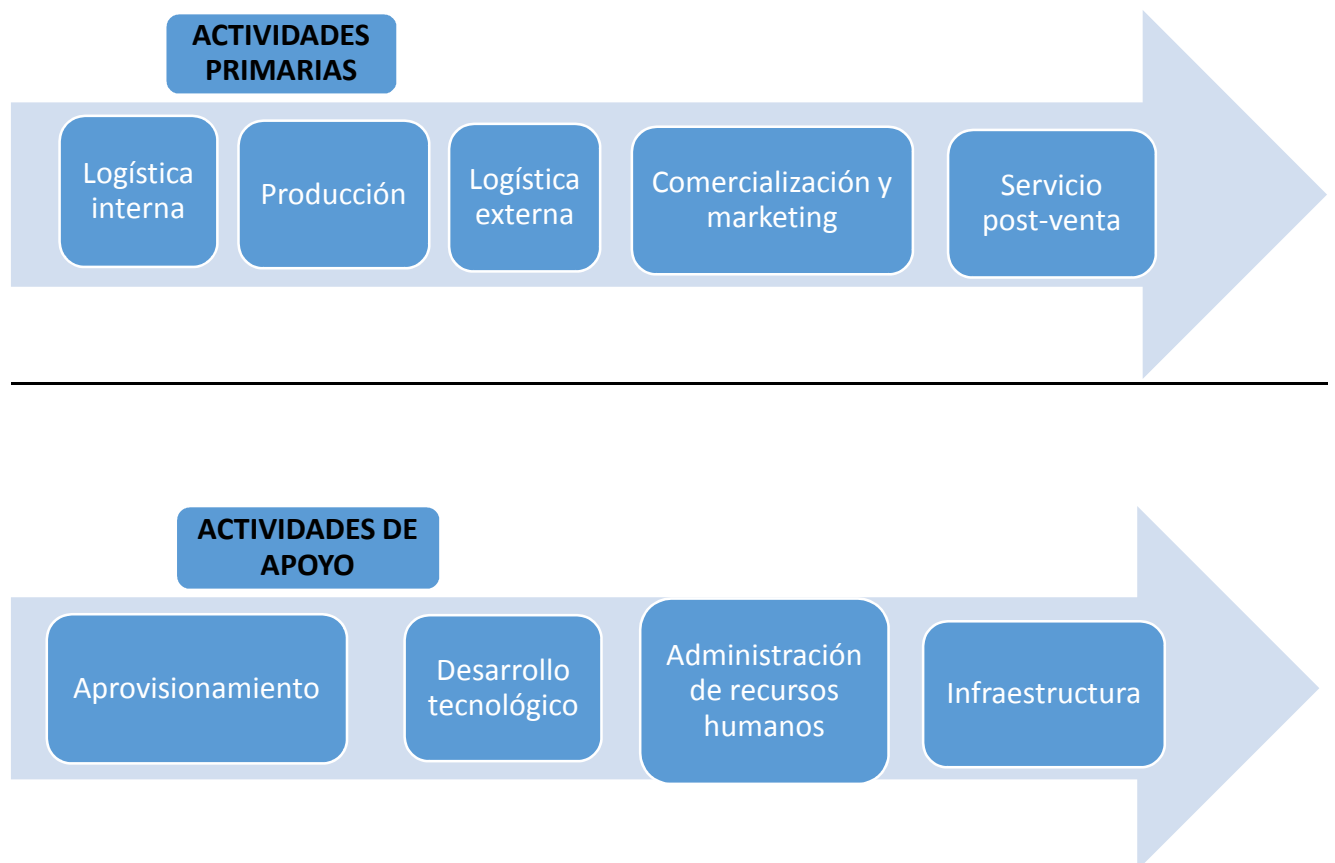 ACTIVIDADES
PRIMARIAS
Logística
interna
Producción
Logística
externa
Comercialización y
marketing
Servicio
post-venta
ACTIVIDADES DE
APOYO
Aprovisionamiento
Desarrollo
tecnológico
Administración
de recursos
humanos
Infraestructura